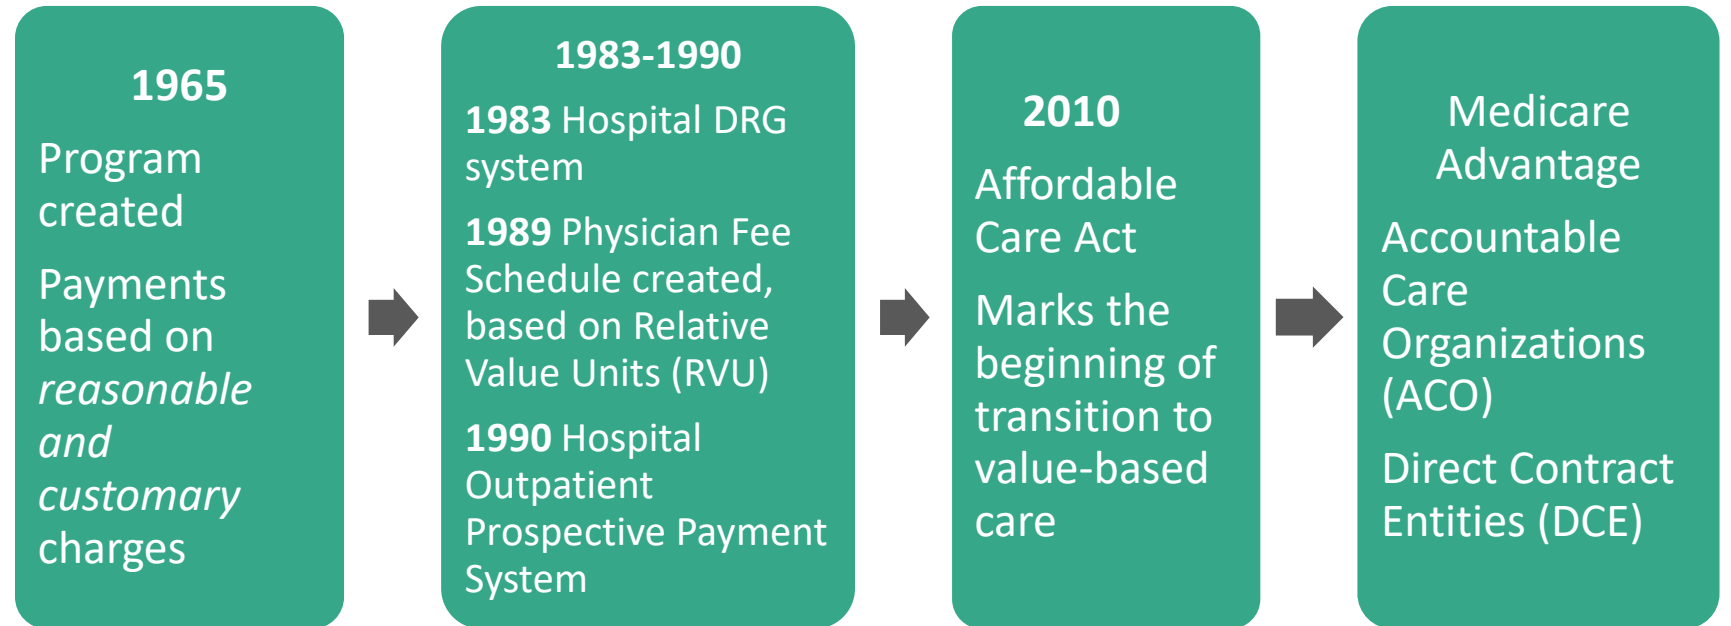 1965
Program
created
Payments
based on
reasonable
and
customary
charges
1983-1990
1983 Hospital DRG
system
1989 Physician Fee
Schedule created,
based on Relative
Value Units (RVU)
1990 Hospital
Outpatient
Prospective Payment
System
2010
Affordable
Care Act
Marks the
beginning of
transition to
value-based
care
Medicare
Advantage
Accountable
Care
Organizations
(ACO)
Direct Contract
Entities (DCE)